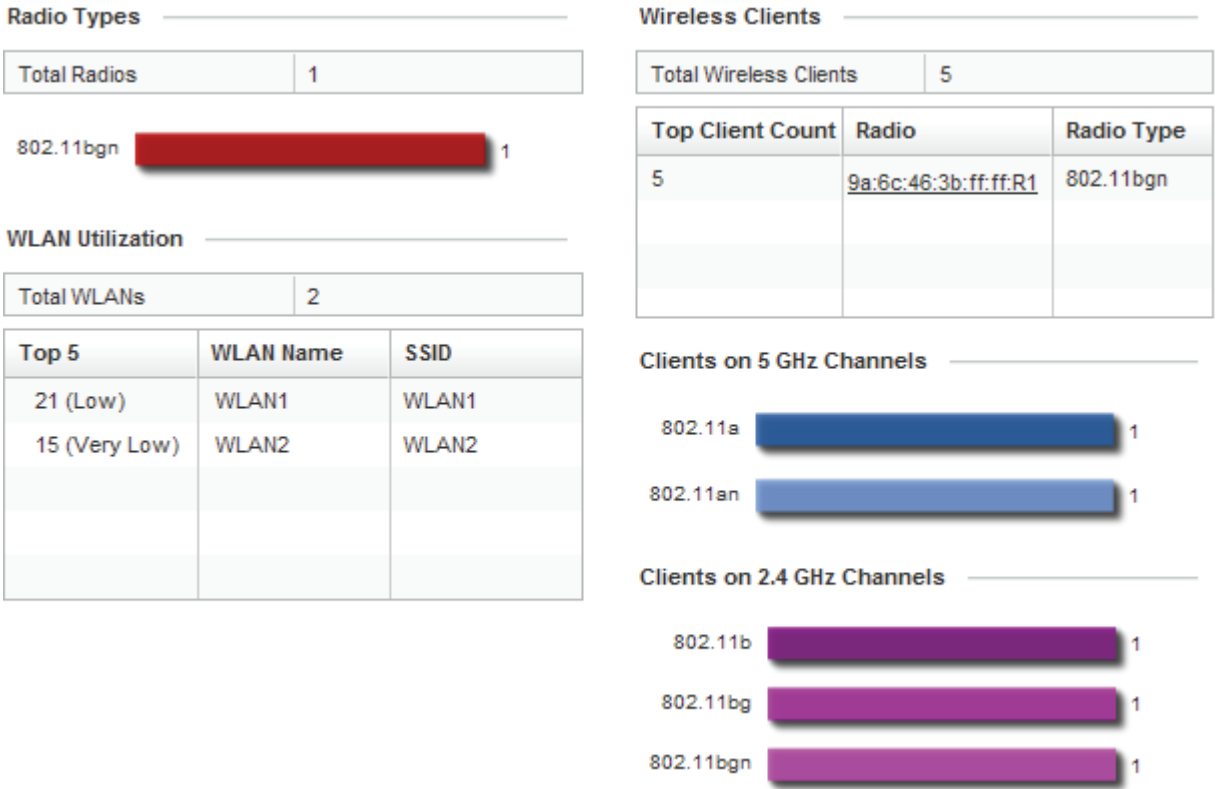 Radio Types
Total Radios 1
802.11bgn 1
WLAN Utilization
Total WLANs 2
Top 5 WLAN Name SSID
21 (Low) WLAN1 WLAN1
15 (Very Low) WLAN2 WLAN2
Wireless Clients
Total Wireless Clients 5
Top Client Count Radio Radio Type
5 9a:6c:46:3b:ff:ff:R1 802.11bgn
Clients on 5 GHz Channels
802.11a 1
802.11an 1
Clients on 2.4 GHz Channels
802.11b 1
802.11bg 1
802.11bgn 1